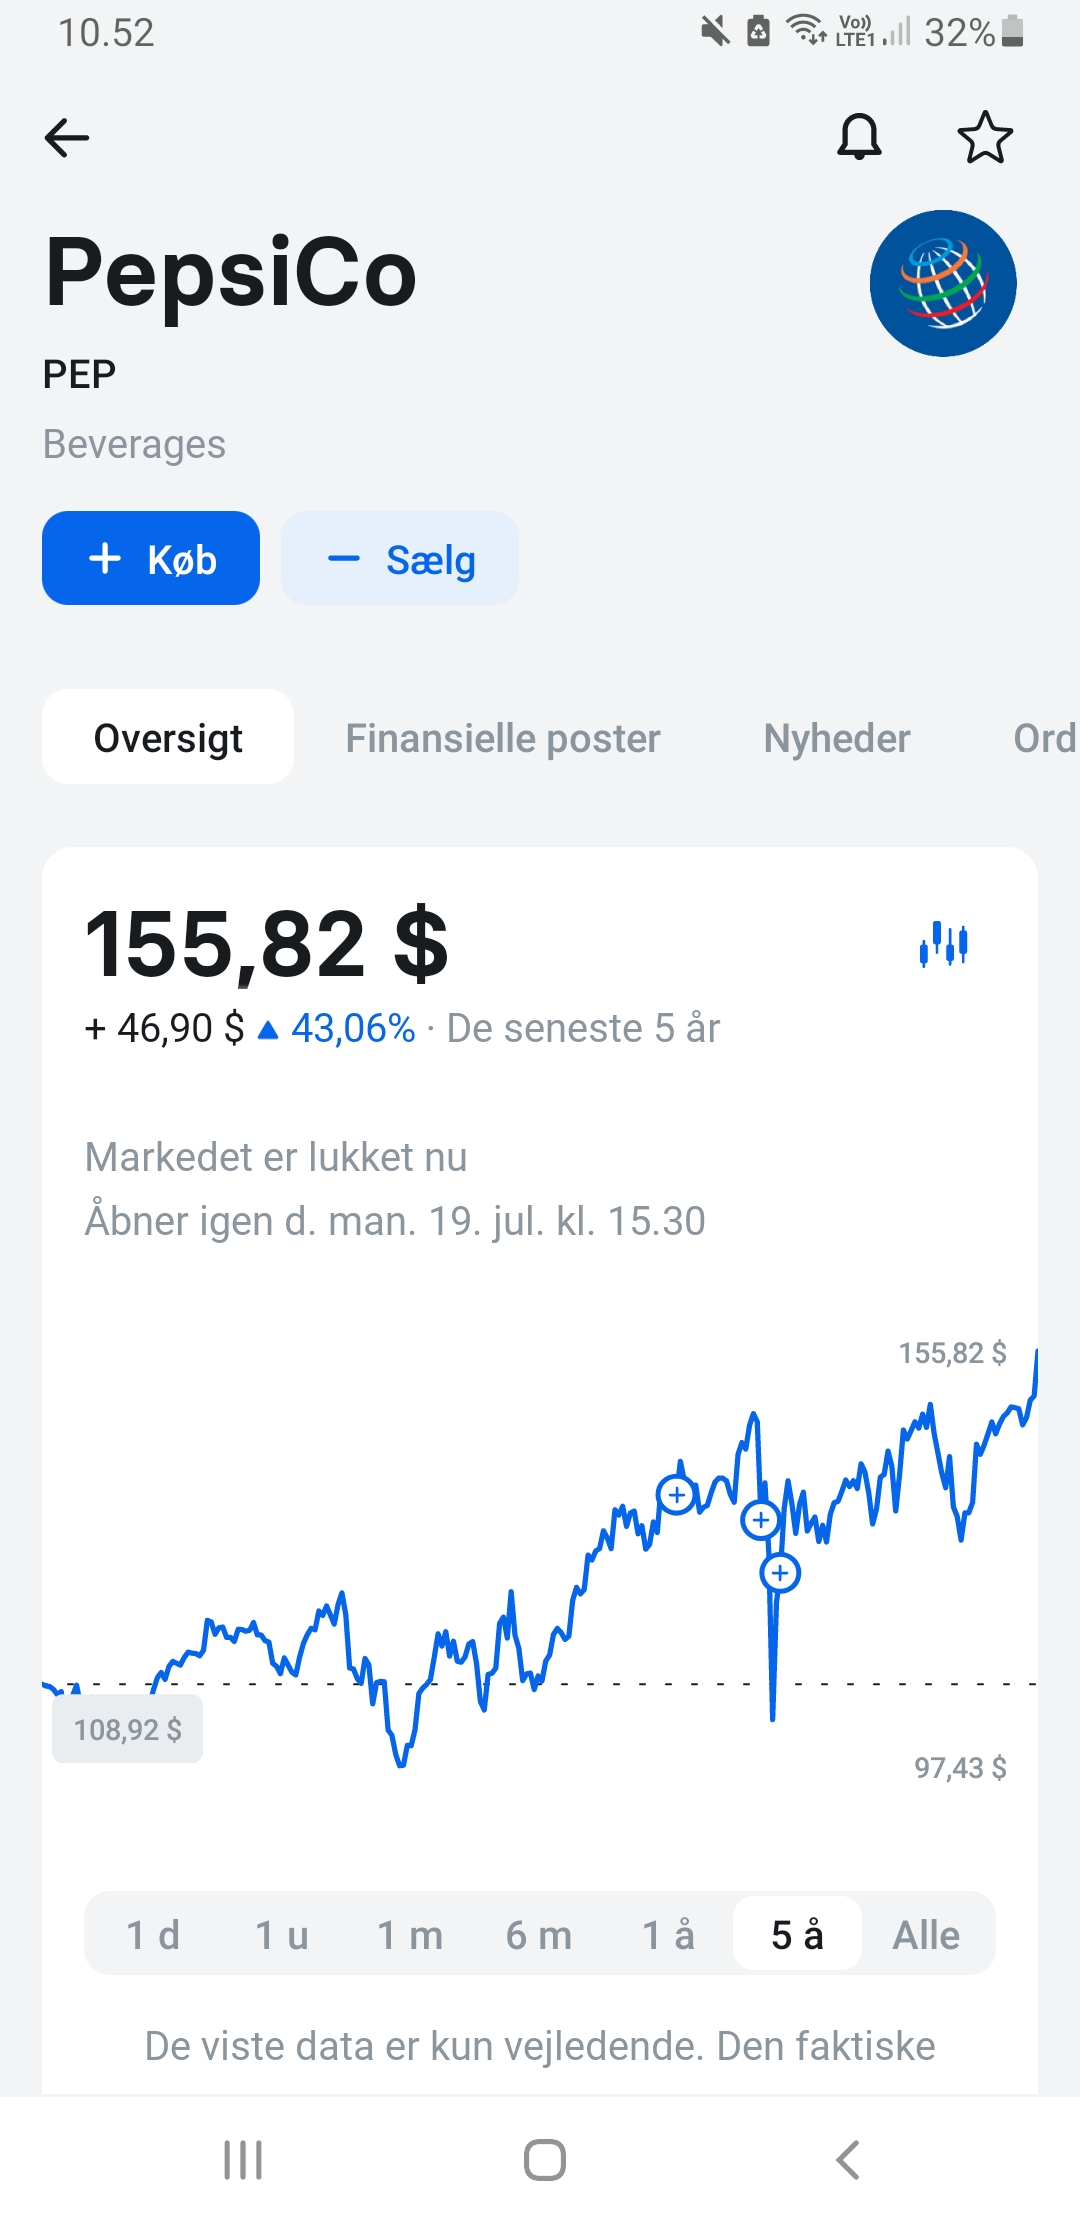 10.52
Vo)) LTE1 32%
PepsiCo
PEP
Beverages
+ Køb − Sælg
Oversigt Finansielle poster Nyheder Ord
155,82 $
+ 46,90 $ ▲ 43,06% · De seneste 5 år
Markedet er lukket nu
Åbner igen d. man. 19. jul. kl. 15.30
155,82 $
108,92 $
97,43 $
1 d 1 u 1 m 6 m 1 å 5 å Alle
De viste data er kun vejledende. Den faktiske